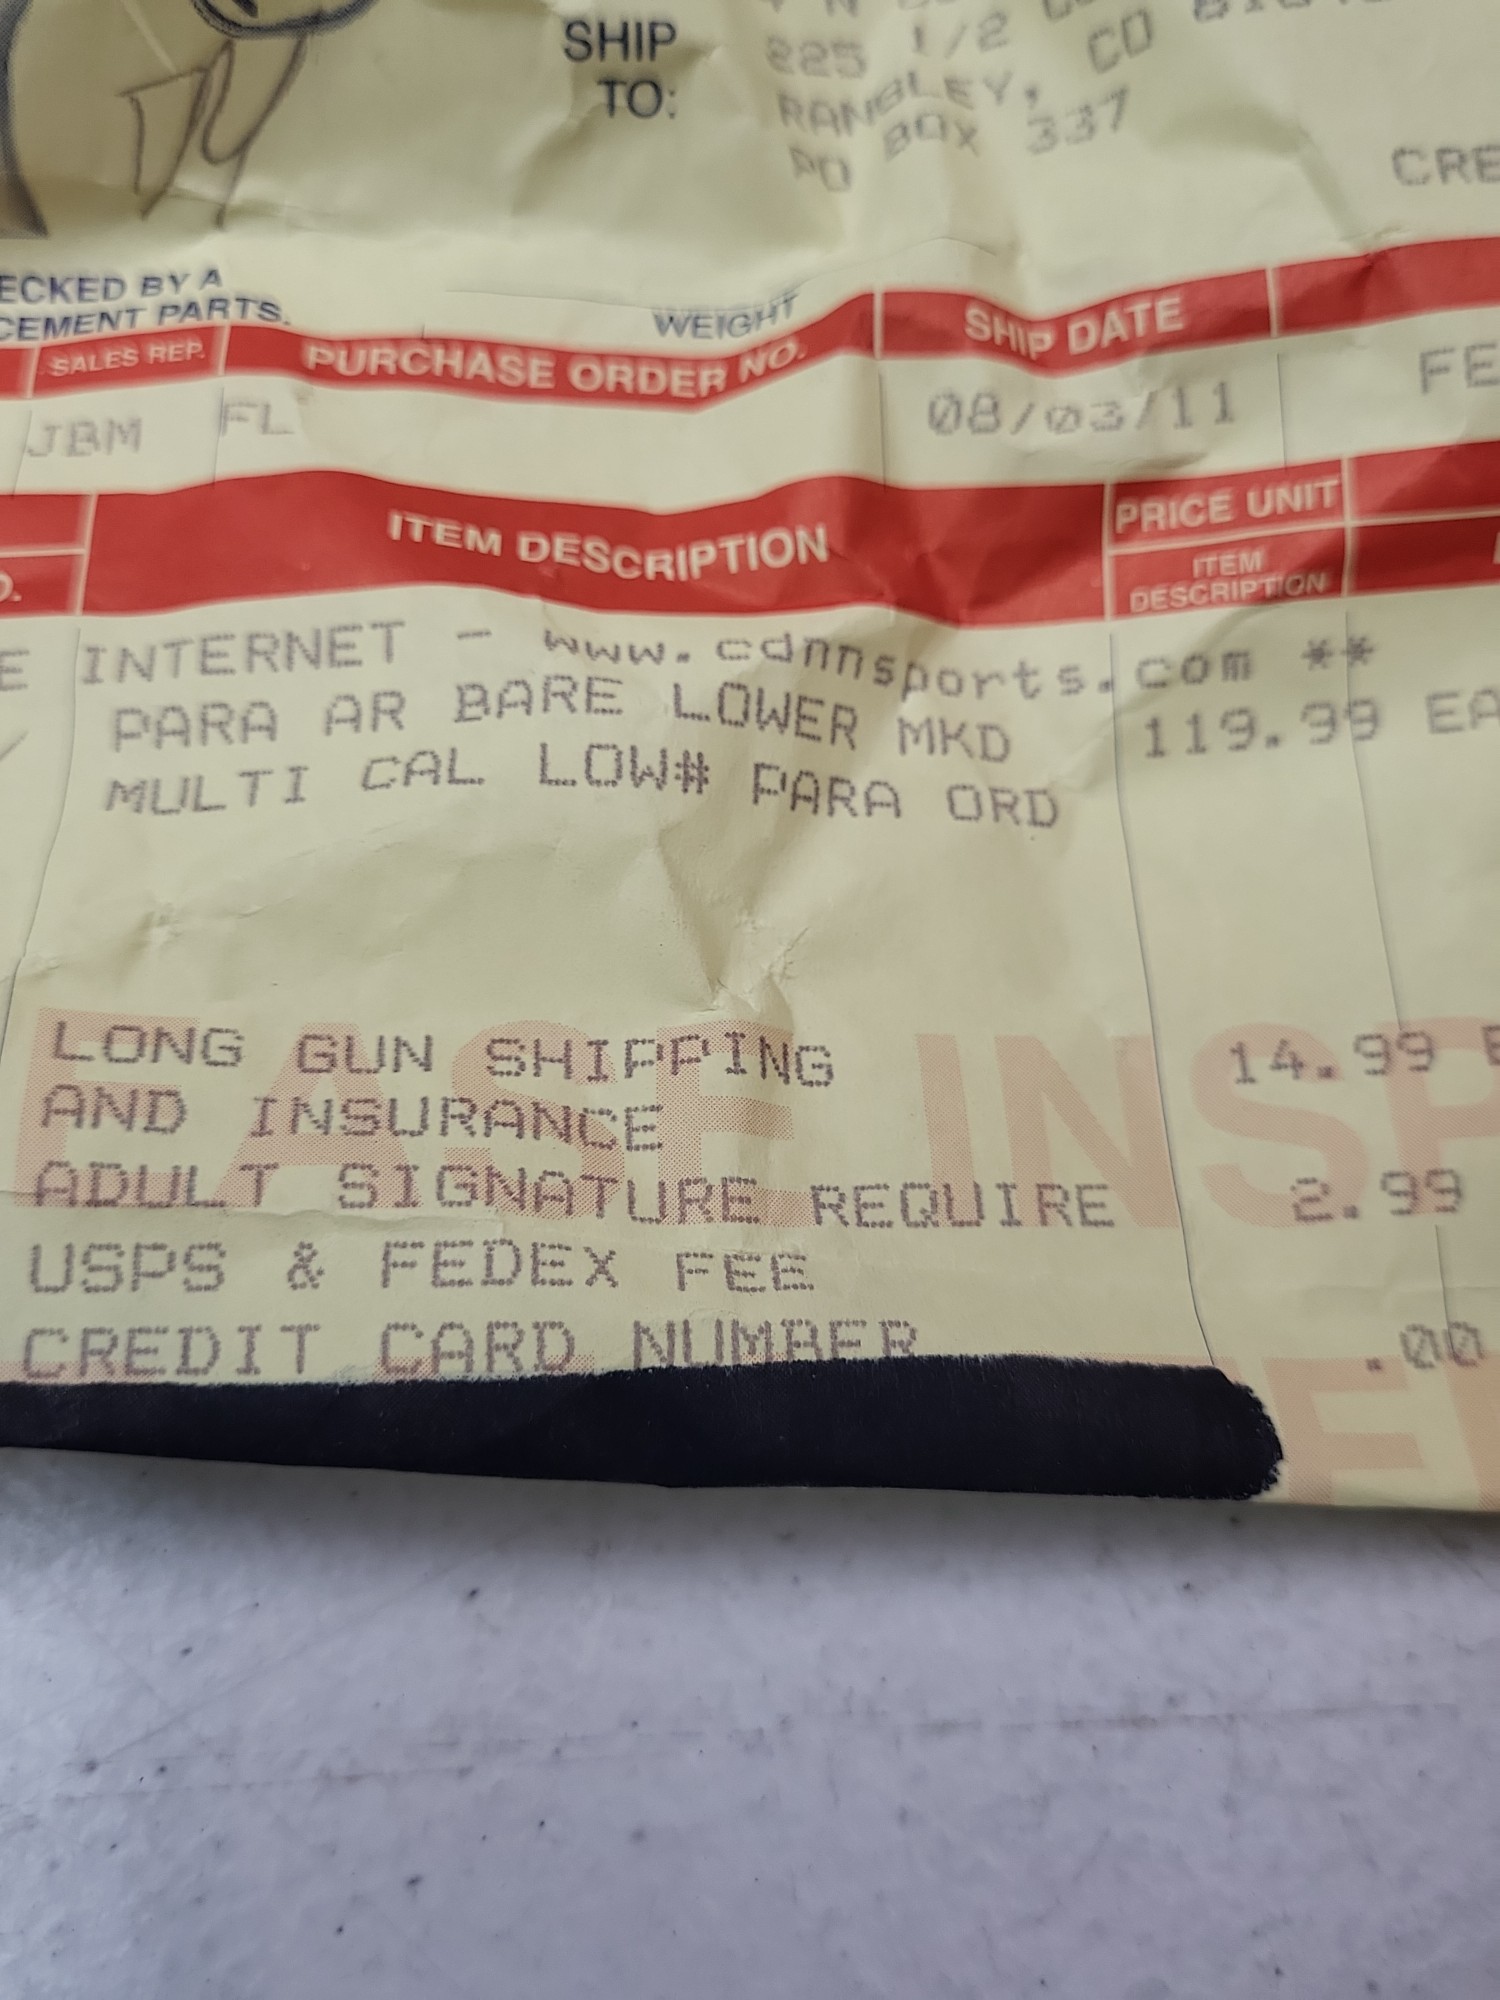 SHIP
TO:
225 1/2
RANGLEY, CO
PO BOX 337
CRE
ECKED BY A
CEMENT PARTS.
WEIGHT
SALES REP.
PURCHASE ORDER NO.
SHIP DATE
JBM
FL
08/03/11
FE
O.
ITEM DESCRIPTION
PRICE UNIT
ITEM
DESCRIPTION
E INTERNET - www.cdnnsports.com **
PARA AR BARE LOWER MKD 119.99 EA
MULTI CAL LOW# PARA ORD
EASE INSP
LONG GUN SHIPPING 14.99 E
AND INSURANCE
ADULT SIGNATURE REQUIRE 2.99
USPS & FEDEX FEE
CREDIT CARD NUMBER .00